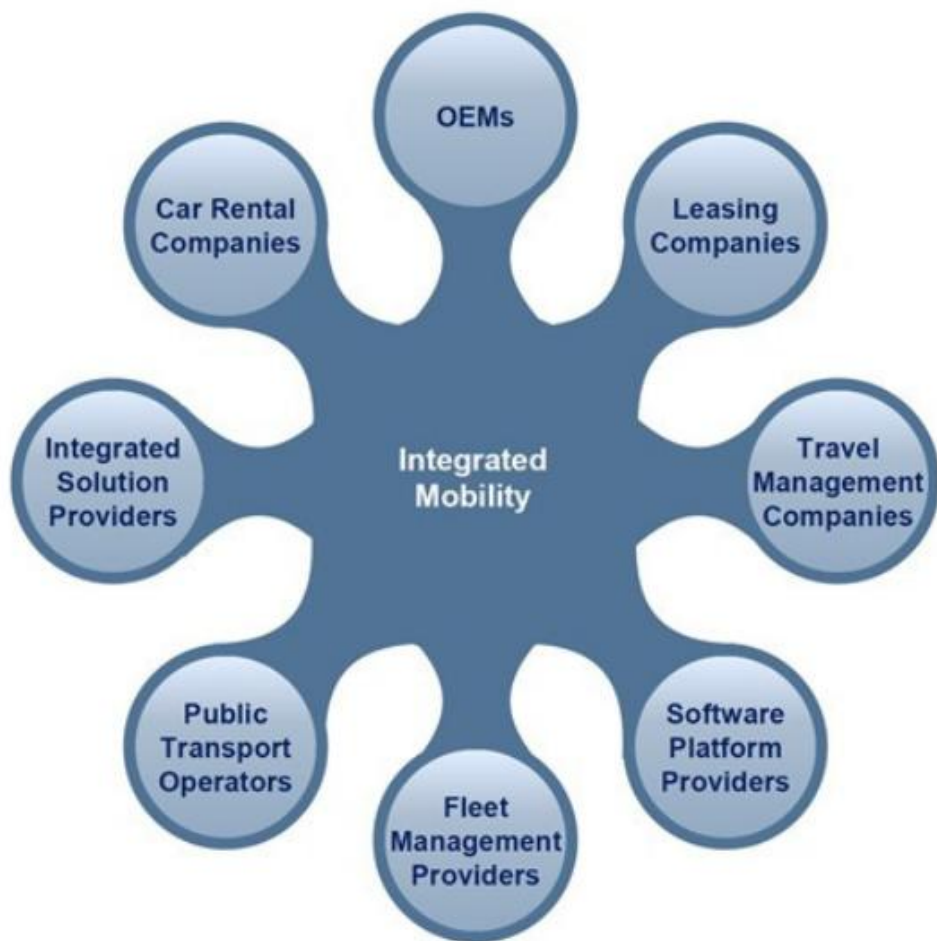 OEMs
Leasing
Companies
Travel
Management
Companies
Software
Platform
Providers
Fleet
Management
Providers
Public
Transport
Operators
Integrated
Solution
Providers
Car Rental
Companies
Integrated
Mobility